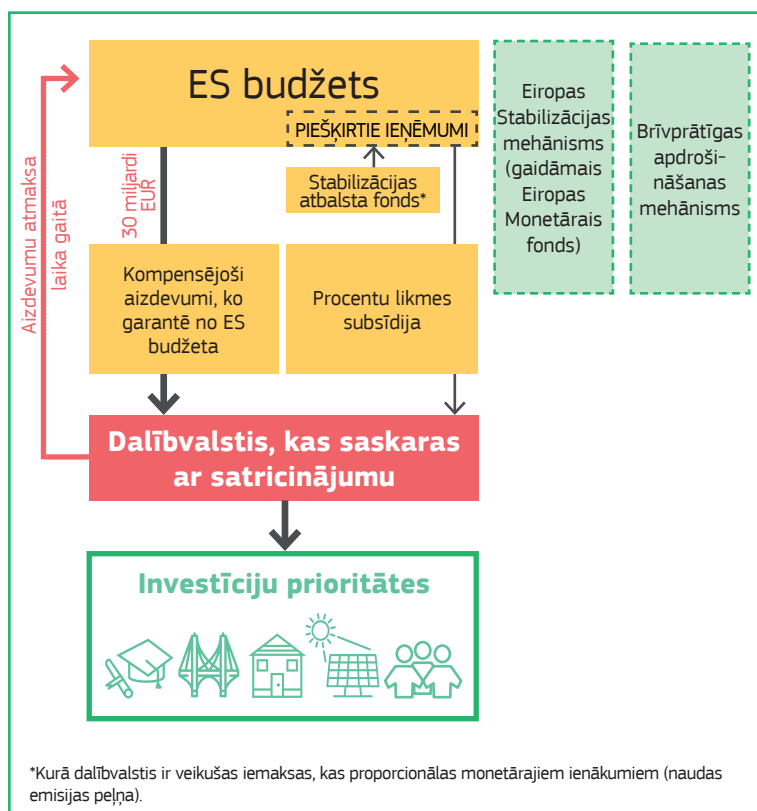 ES budžets
PIEŠĶIRTIE IEŅĒMUMI
Stabilizācijas
atbalsta fonds*
30 miljardi
EUR
Aizdevumu atmaksa
laika gaitā
Kompensējoši
aizdevumi, ko
garantē no ES
budžeta
Procentu likmes
subsīdija
Eiropas
Stabilizācijas
mehānisms
(gaidāmais
Eiropas
Monetārais
fonds)
Brīvprātīgas
apdroši-
nāšanas
mehānisms
Dalībvalstis, kas saskaras
ar satricinājumu
Investīciju prioritātes
*Kurā dalībvalstis ir veikušas iemaksas, kas proporcionālas monetārajiem ienākumiem (naudas
emisijas peļņa).